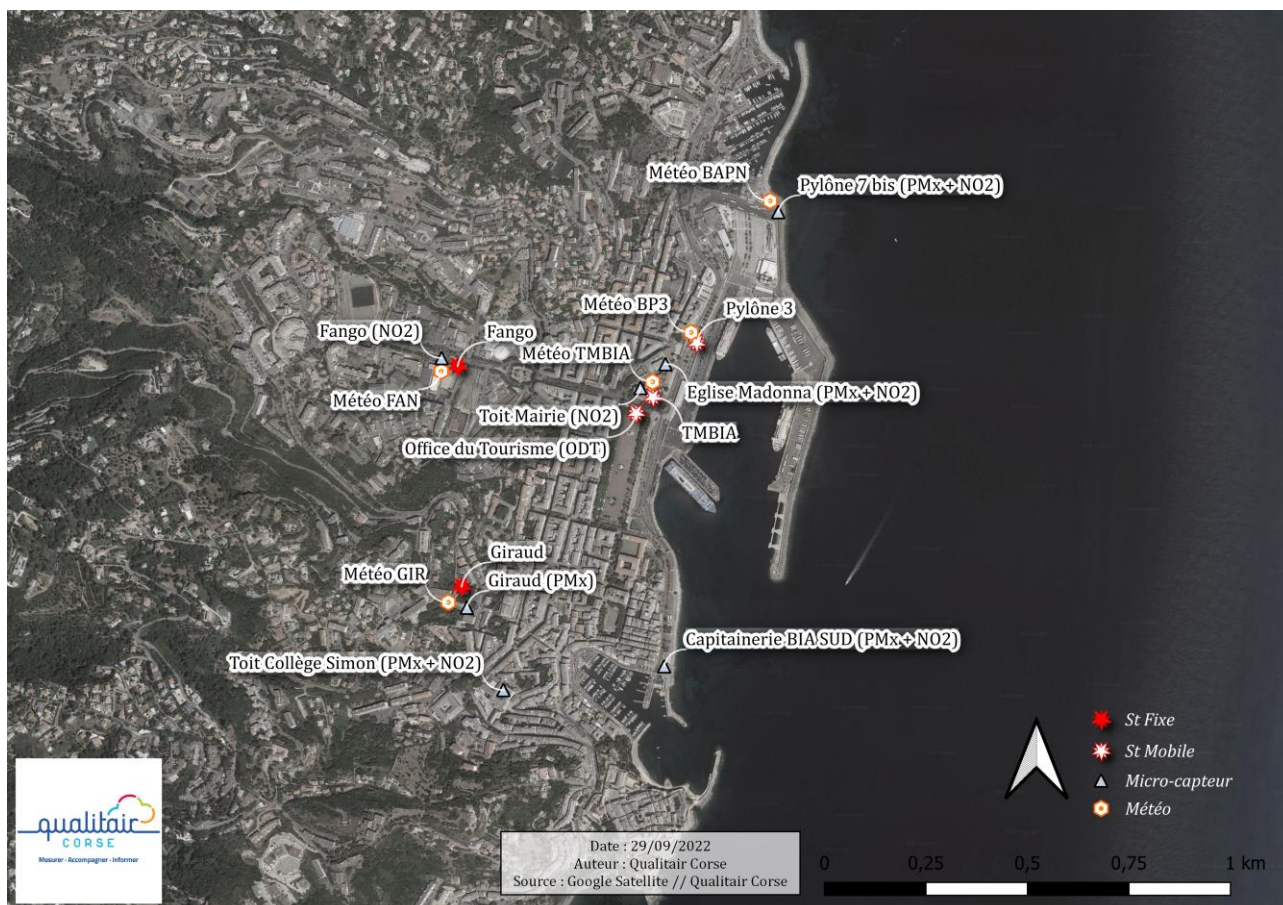 Météo BAPN
Pylône 7 bis (PMx + NO2)
Météo BP3
Pylône 3
Fango (NO2)
Fango
Météo TMBIA
Météo FAN
Eglise Madonna (PMx + NO2)
Toit Mairie (NO2)
TMBIA
Office du Tourisme (ODT)
Giraud
Météo GIR
Giraud (PMx)
Capitainerie BIA SUD (PMx + NO2)
Toit Collège Simon (PMx + NO2)
St Fixe
St Mobile
Micro-capteur
Météo
qualitair
CORSE
Mesurer - Accompagner - Informer
Date : 29/09/2022
Auteur : Qualitair Corse
Source : Google Satellite // Qualitair Corse
0 0,25 0,5 0,75 1 km